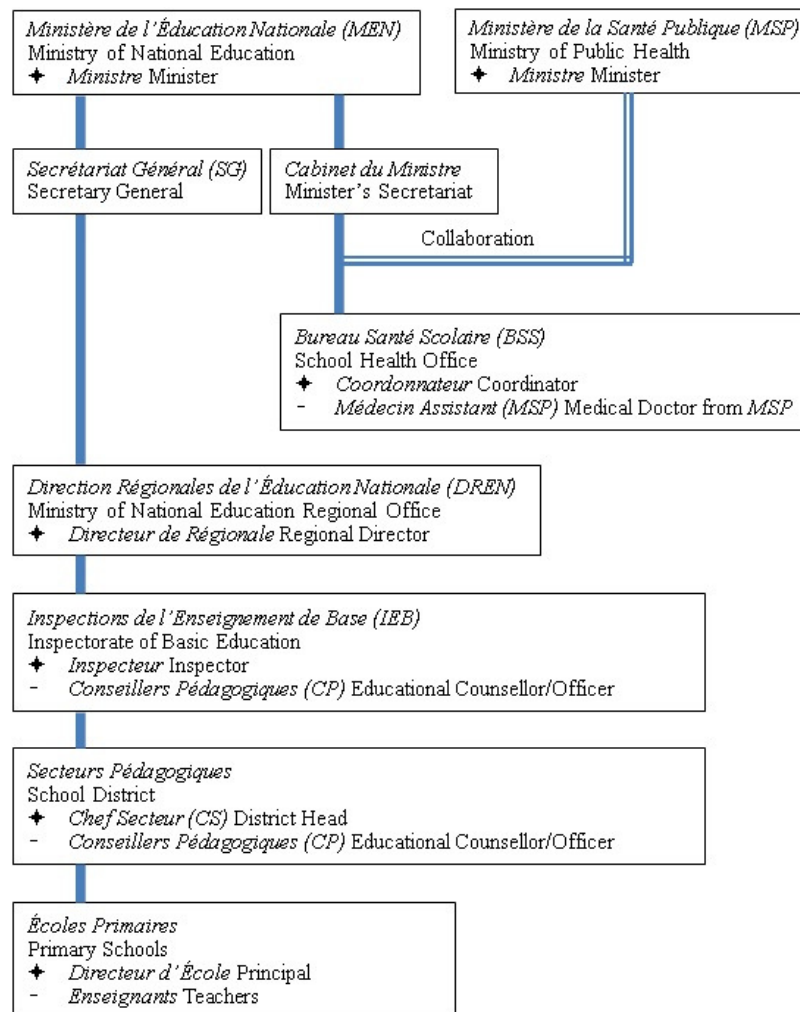 Ministère de l'Éducation Nationale (MEN)
Ministry of National Education
✦ Ministre Minister
Ministère de la Santé Publique (MSP)
Ministry of Public Health
✦ Ministre Minister
Secrétariat Général (SG)
Secretary General
Cabinet du Ministre
Minister's Secretariat
Collaboration
Bureau Santé Scolaire (BSS)
School Health Office
✦ Coordonnateur Coordinator
- Médecin Assistant (MSP) Medical Doctor from MSP
Direction Régionales de l'Éducation Nationale (DREN)
Ministry of National Education Regional Office
✦ Directeur de Régionale Regional Director
Inspections de l'Enseignement de Base (IEB)
Inspectorate of Basic Education
✦ Inspecteur Inspector
- Conseillers Pédagogiques (CP) Educational Counsellor/Officer
Secteurs Pédagogiques
School District
✦ Chef Secteur (CS) District Head
- Conseillers Pédagogiques (CP) Educational Counsellor/Officer
Écoles Primaires
Primary Schools
✦ Directeur d'École Principal
- Enseignants Teachers